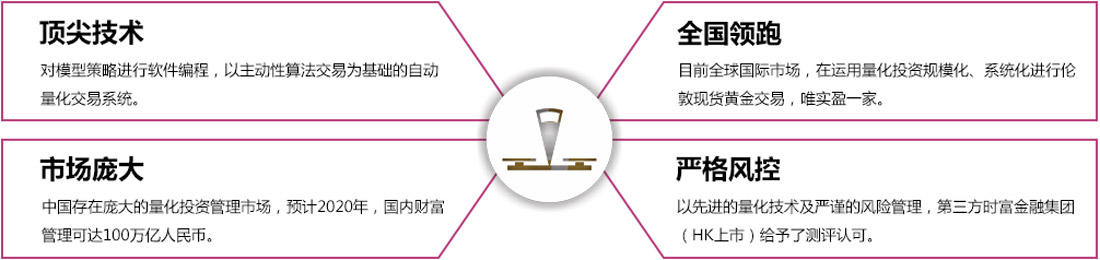 顶尖技术
对模型策略进行软件编程，以主动性算法交易为基础的自动
量化交易系统。
全国领跑
目前全球国际市场，在运用量化投资规模化、系统化进行伦
敦现货黄金交易，唯实盈一家。
市场庞大
中国存在庞大的量化投资管理市场，预计2020年，国内财富
管理可达100万亿人民币。
严格风控
以先进的量化技术及严谨的风险管理，第三方时富金融集团
（HK上市）给予了测评认可。